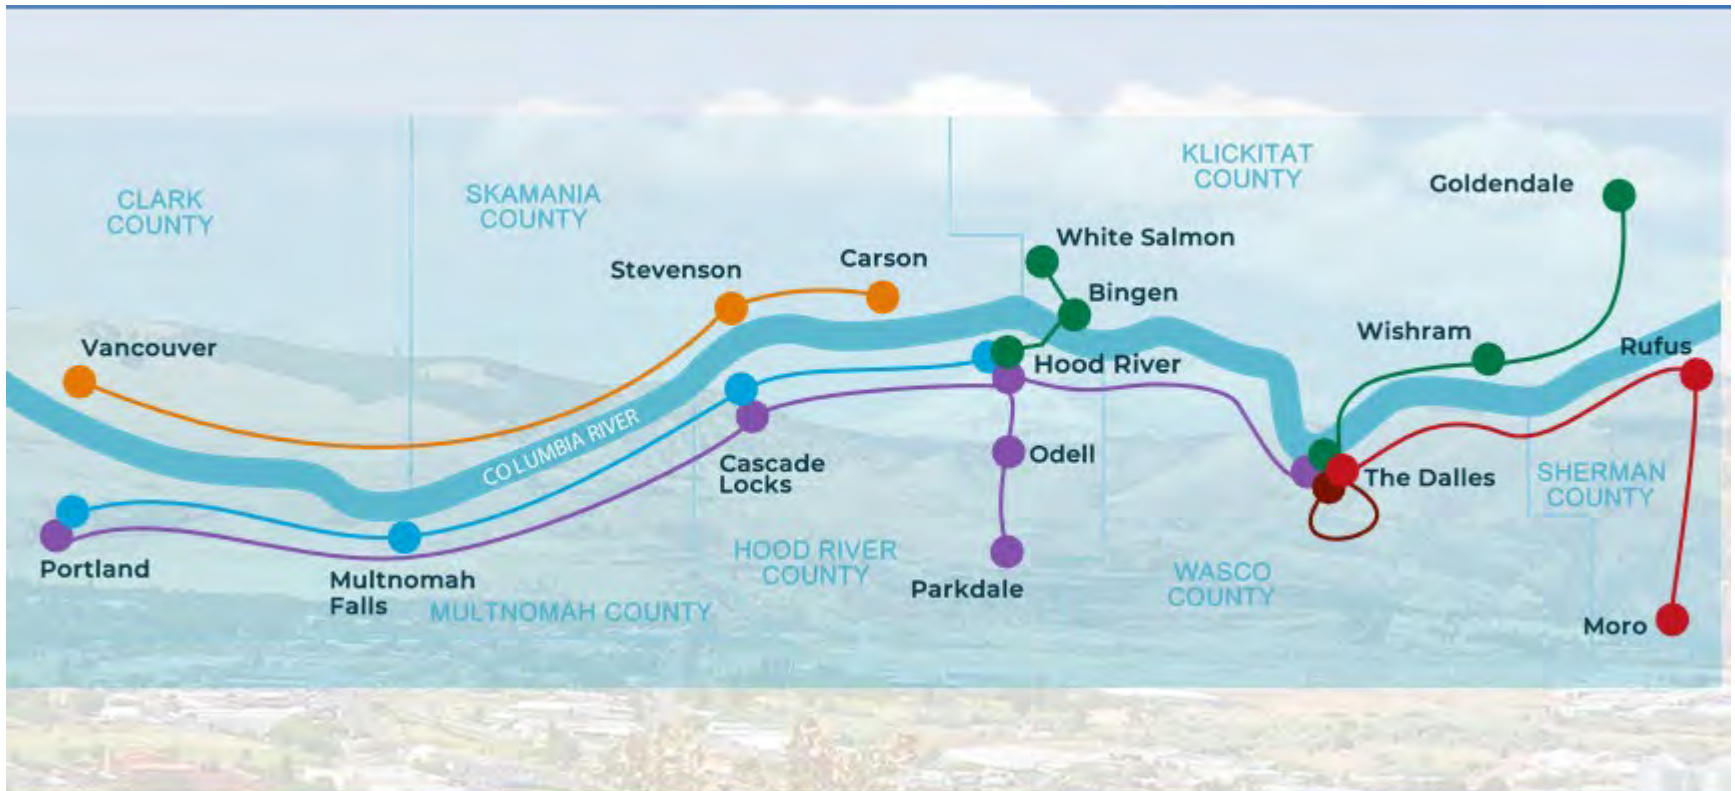 CLARK
COUNTY
SKAMANIA
COUNTY
KLICKITAT
COUNTY
Goldendale
White Salmon
Stevenson
Carson
Bingen
Vancouver
Wishram
Rufus
Hood River
COLUMBIA RIVER
Cascade
Locks
Odell
The Dalles
SHERMAN
COUNTY
Portland
Multnomah
Falls
MULTNOMAH COUNTY
HOOD RIVER
COUNTY
Parkdale
WASCO
COUNTY
Moro